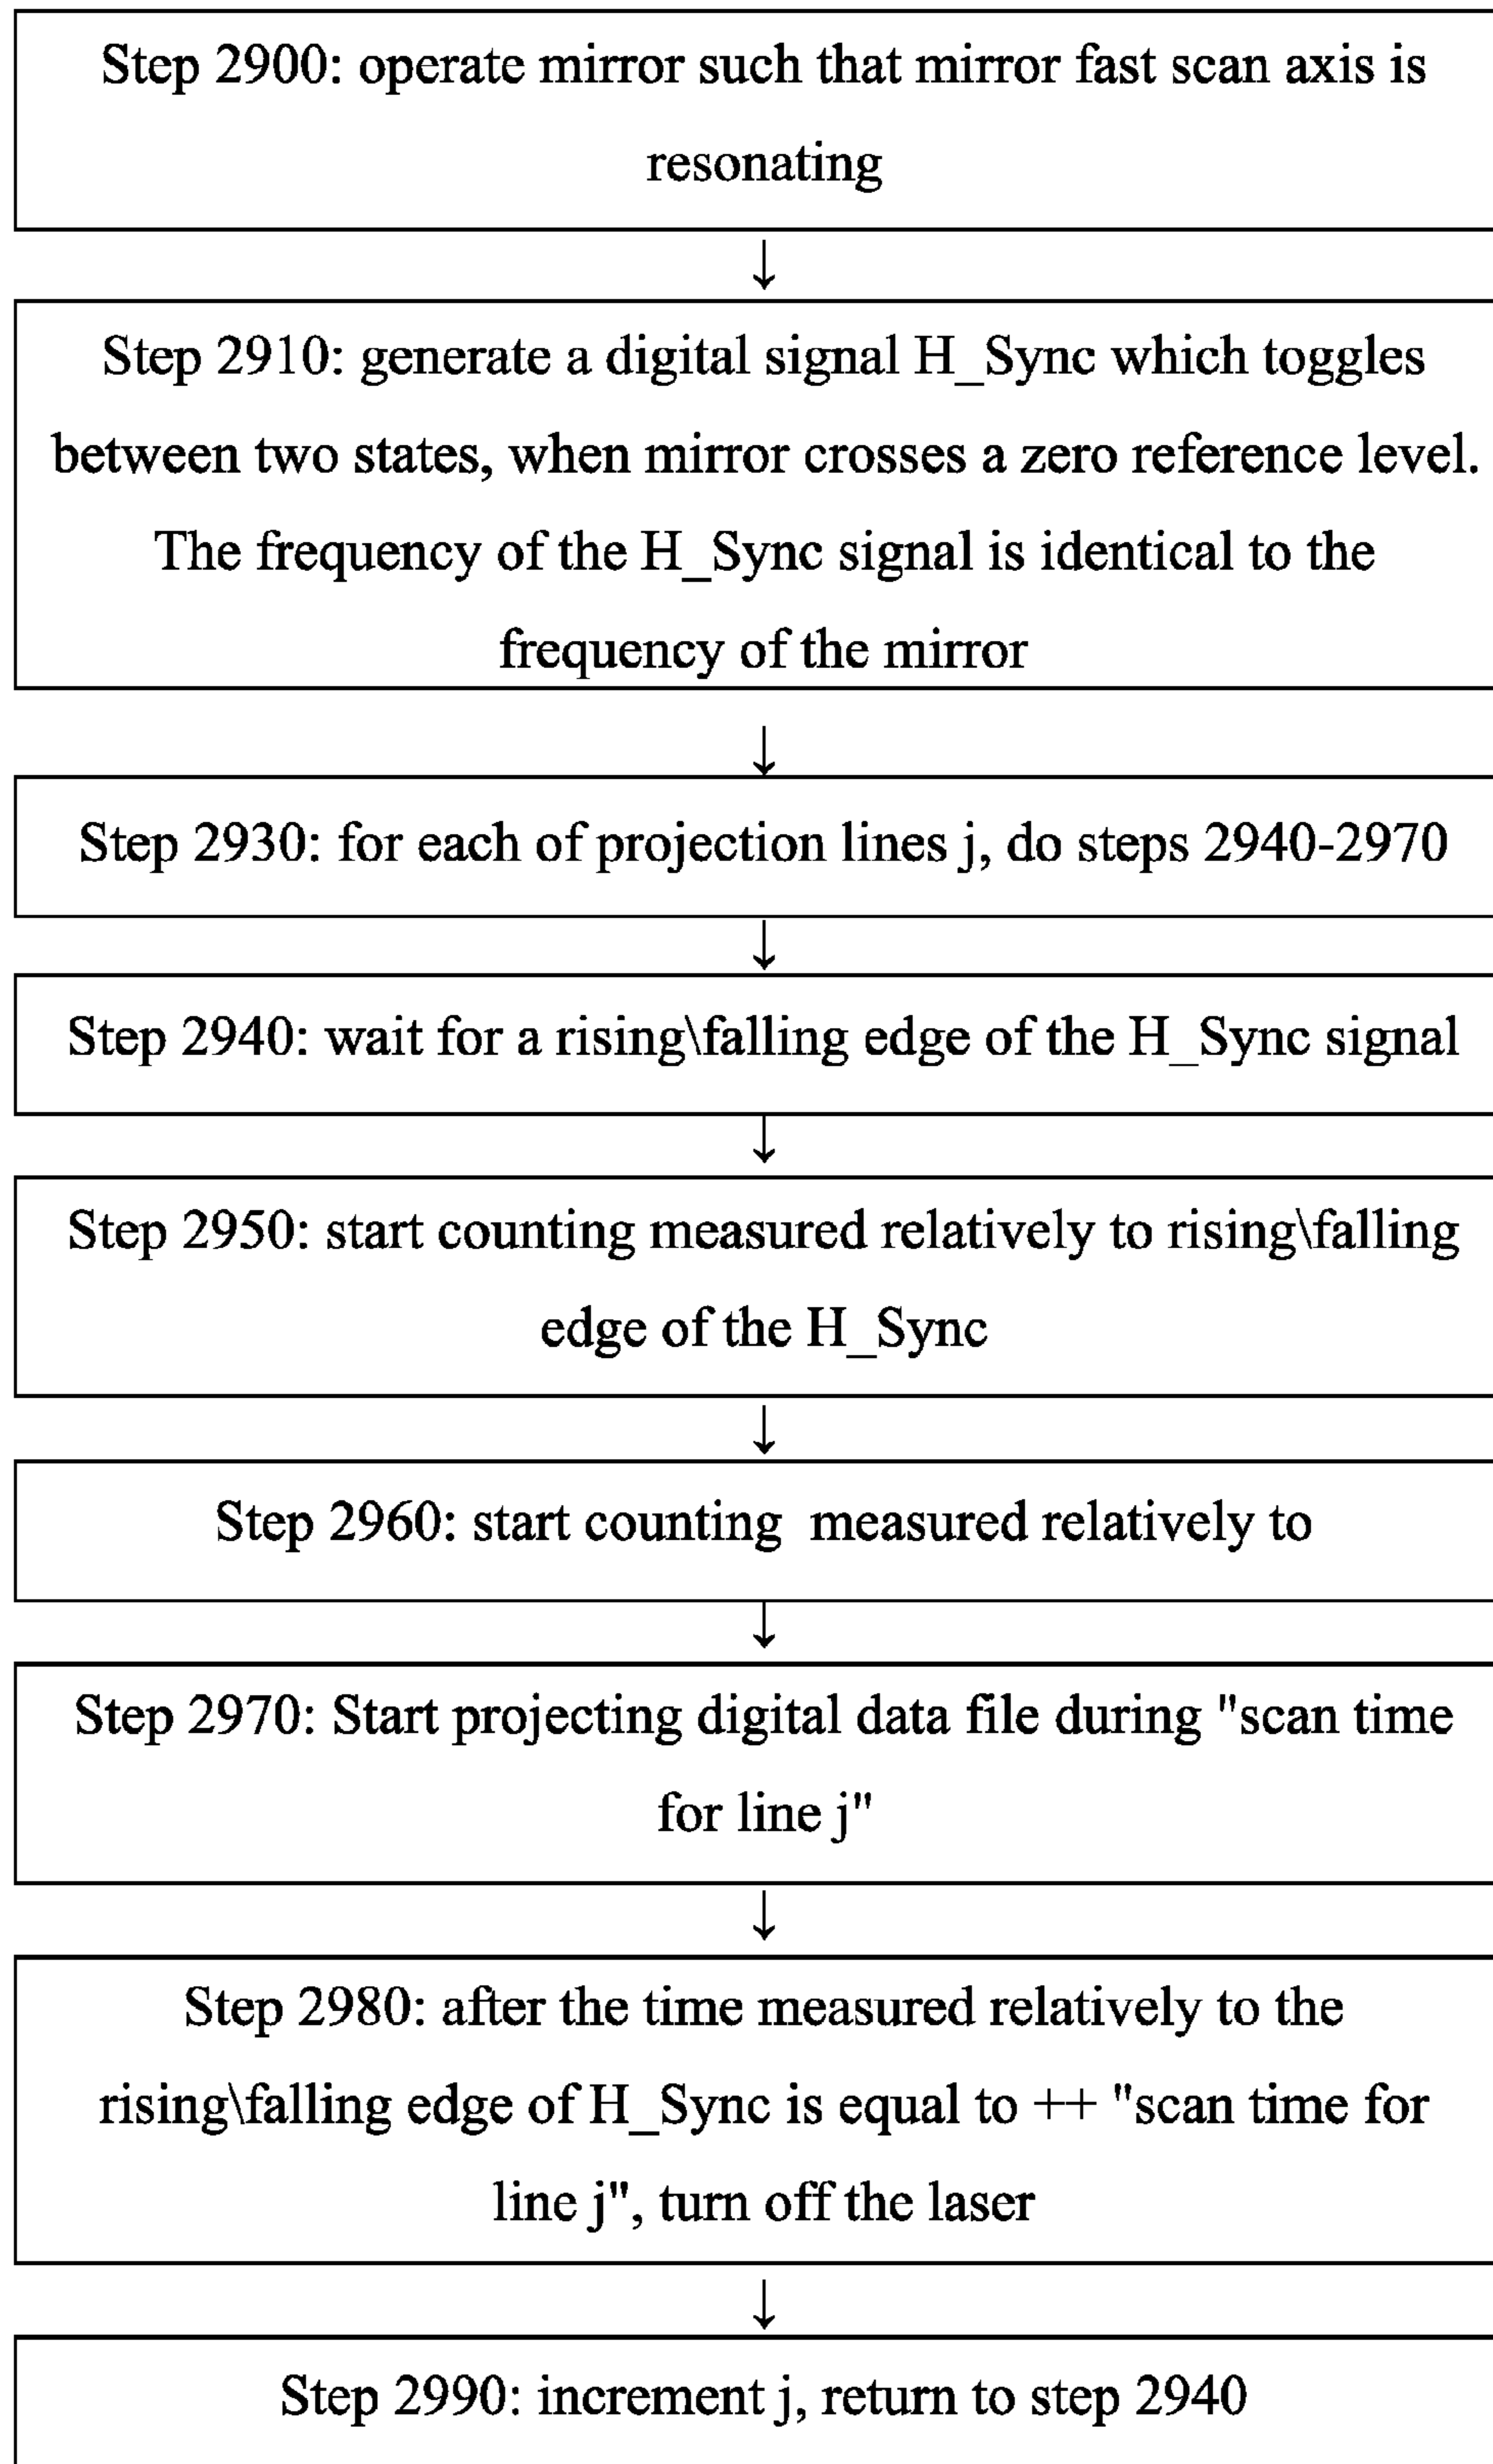 Step 2900: operate mirror such that mirror fast scan axis is
resonating
↓
Step 2910: generate a digital signal H_Sync which toggles
between two states, when mirror crosses a zero reference level.
The frequency of the H_Sync signal is identical to the
frequency of the mirror
↓
Step 2930: for each of projection lines j, do steps 2940-2970
↓
Step 2940: wait for a rising\falling edge of the H_Sync signal
↓
Step 2950: start counting measured relatively to rising\falling
edge of the H_Sync
↓
Step 2960: start counting  measured relatively to
↓
Step 2970: Start projecting digital data file during "scan time
for line j"
↓
Step 2980: after the time measured relatively to the
rising\falling edge of H_Sync is equal to ++ "scan time for
line j", turn off the laser
↓
Step 2990: increment j, return to step 2940